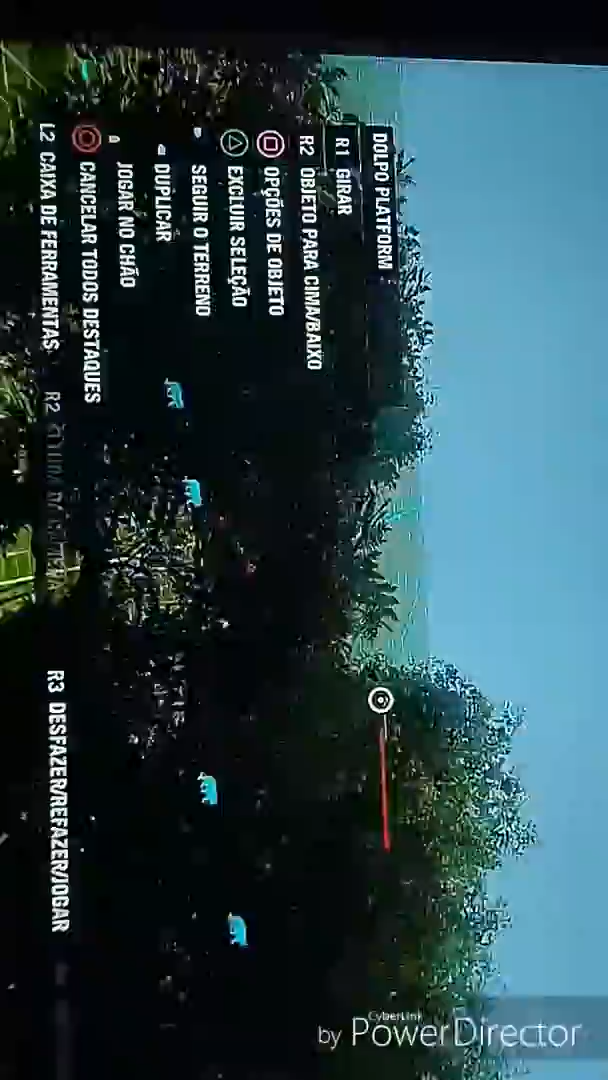 DOLPO PLATFORM
R1 GIRAR
R2 OBJETO PARA CIMA/BAIXO
OPÇÕES DE OBJETO
EXCLUIR SELEÇÃO
SEGUIR O TERRENO
DUPLICAR
JOGAR NO CHÃO
CANCELAR TODOS DESTAQUES
L2 CAIXA DE FERRAMENTAS R2
R3 DESFAZER/REFAZER/JOGAR
CyberLink
by PowerDirector